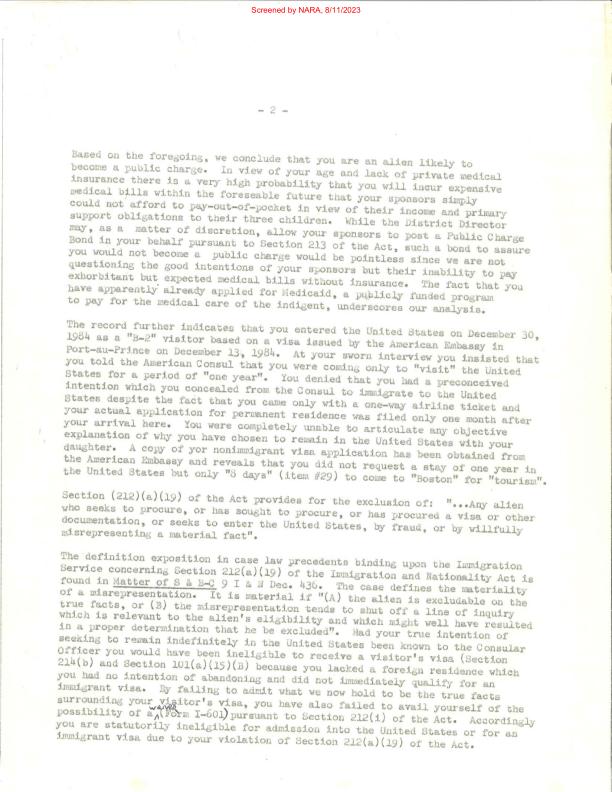 Screened by NARA, 8/11/2023
- 2 -
Based on the foregoing, we conclude that you are an alien likely to
become a public charge. In view of your age and lack of private medical
insurance there is a very high probability that you will incur expensive
medical bills within the foreseable future that your sponsors simply
could not afford to pay-out-of-pocket in view of their income and primary
support obligations to their three children. While the District Director
may, as a matter of discretion, allow your sponsors to post a Public Charge
Bond in your behalf pursuant to Section 213 of the Act, such a bond to assure
you would not become a public charge would be pointless since we are not
questioning the good intentions of your sponsors but their inability to pay
exhorbitant but expected medical bills without insurance. The fact that you
have apparently already applied for Medicaid, a publicly funded program
to pay for the medical care of the indigent, underscores our analysis.
The record further indicates that you entered the United States on December 30,
1984 as a "B-2" visitor based on a visa issued by the American Embassy in
Port-au-Prince on December 13, 1984. At your sworn interview you insisted that
you told the American Consul that you were coming only to "visit" the United
States for a period of "one year". You denied that you had a preconceived
intention which you concealed from the Consul to immigrate to the United
States despite the fact that you came only with a one-way airline ticket and
your actual application for permanent residence was filed only one month after
your arrival here. You were completely unable to articulate any objective
explanation of why you have chosen to remain in the United States with your
daughter. A copy of yor nonimmigrant visa application has been obtained from
the American Embassy and reveals that you did not request a stay of one year in
the United States but only "8 days" (item #29) to come to "Boston" for "tourism".
Section (212)(a)(19) of the Act provides for the exclusion of: "...Any alien
who seeks to procure, or has sought to procure, or has procured a visa or other
documentation, or seeks to enter the United States, by fraud, or by willfully
misrepresenting a material fact".
The definition exposition in case law precedents binding upon the Immigration
Service concerning Section 212(a)(19) of the Immigration and Nationality Act is
found in Matter of S & B-C 9 I & N Dec. 436. The case defines the materiality
of a misrepresentation. It is material if "(A) the alien is excludable on the
true facts, or (B) the misrepresentation tends to shut off a line of inquiry
which is relevant to the alien's eligibility and which might well have resulted
in a proper determination that he be excluded". Had your true intention of
seeking to remain indefinitely in the United States been known to the Consular
Officer you would have been ineligible to receive a visitor's visa (Section
214(b) and Section 101(a)(15)(B) because you lacked a foreign residence which
you had no intention of abandoning and did not immediately qualify for an
immigrant visa. By failing to admit what we now hold to be the true facts
surrounding your visitor's visa, you have also failed to avail yourself of the
possibility of a waiver (Form I-601) pursuant to Section 212(i) of the Act. Accordingly
you are statutorily ineligible for admission into the United States or for an
immigrant visa due to your violation of Section 212(a)(19) of the Act.